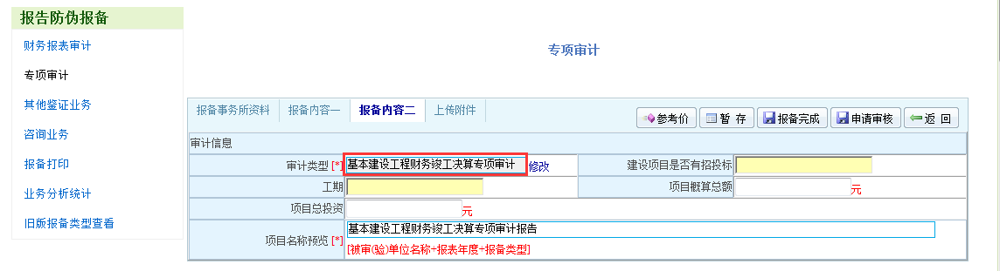 报告防伪报备
财务报表审计
专项审计
其他鉴证业务
咨询业务
报备打印
业务分析统计
旧版报备类型查看
专项审计
报备事务所资料 报备内容一 报备内容二 上传附件
参考价 暂 存 报备完成 申请审核 返 回
审计信息
审计类型 [*] 基本建设工程财务竣工决算专项审计 修改 建设项目是否有招投标
工期 项目概算总额 元
项目总投资 元
项目名称预览 [*] 基本建设工程财务竣工决算专项审计报告
[被审(验)单位名称+报表年度+报备类型]